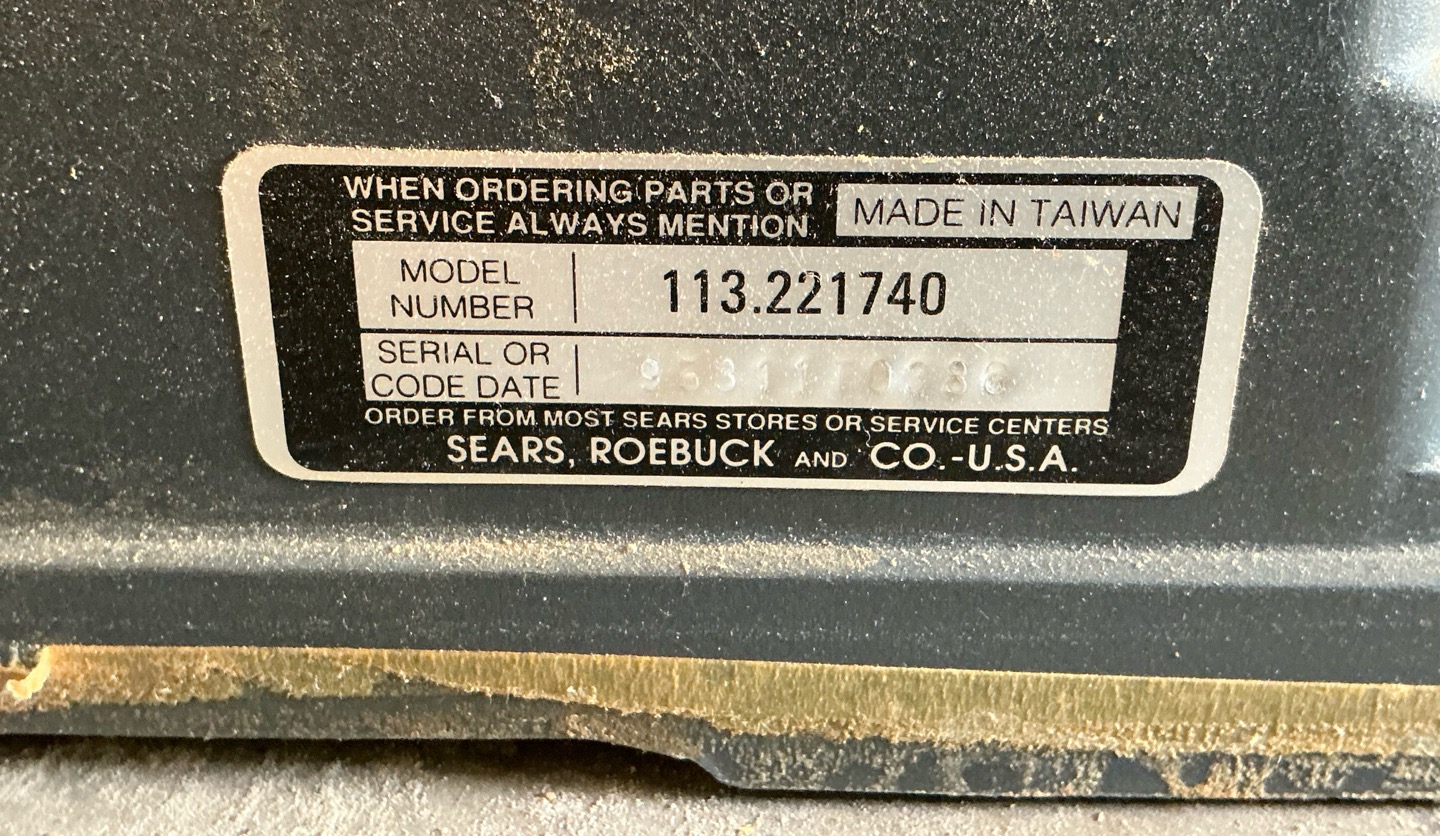 WHEN ORDERING PARTS OR
SERVICE ALWAYS MENTION
MADE IN TAIWAN
MODEL
NUMBER
113.221740
SERIAL OR
CODE DATE
ORDER FROM MOST SEARS STORES OR SERVICE CENTERS
SEARS, ROEBUCK AND CO.-U.S.A.